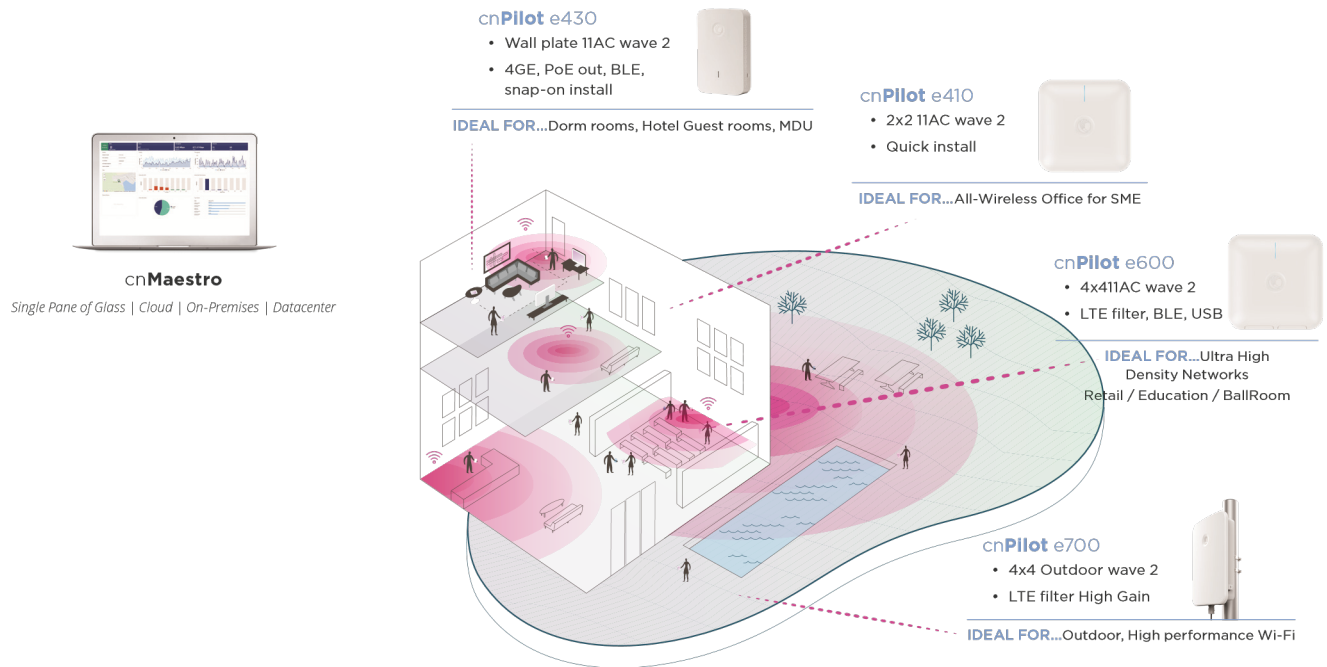 cnPilot e430
• Wall plate 11AC wave 2
• 4GE, PoE out, BLE,
snap-on install
IDEAL FOR...Dorm rooms, Hotel Guest rooms, MDU
cnPilot e410
• 2x2 11AC wave 2
• Quick install
IDEAL FOR...All-Wireless Office for SME
cnMaestro
Single Pane of Glass | Cloud | On-Premises | Datacenter
cnPilot e600
• 4x411AC wave 2
• LTE filter, BLE, USB
IDEAL FOR...Ultra High
Density Networks
Retail / Education / BallRoom
cnPilot e700
• 4x4 Outdoor wave 2
• LTE filter High Gain
IDEAL FOR...Outdoor, High performance Wi-Fi